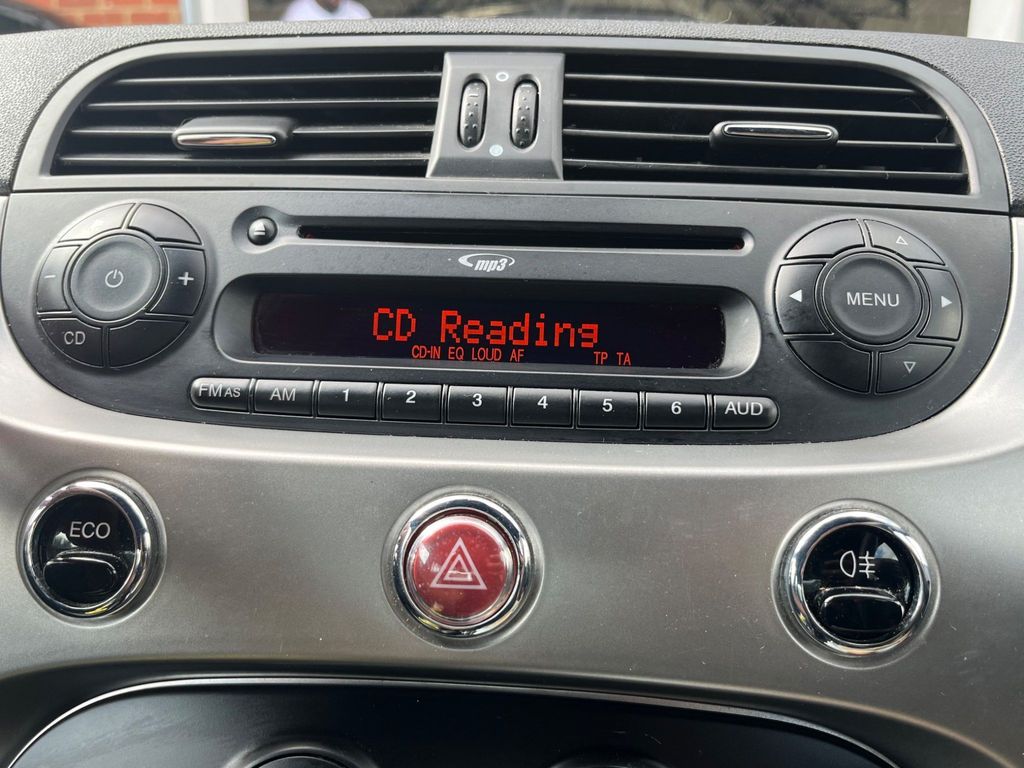 mp3
CD Reading
CD-IN EQ LOUD AF TP TA
CD
MENU
FM AS AM 1 2 3 4 5 6 AUD
ECO